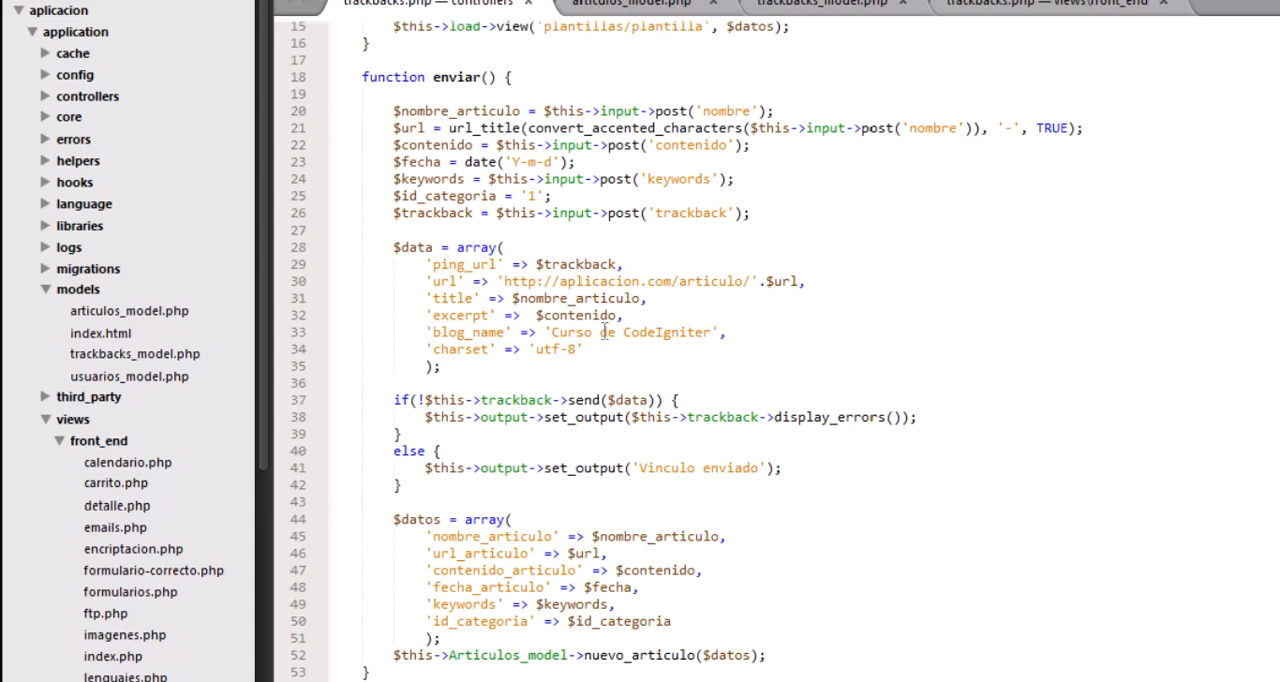 aplicacion
application
cache
config
controllers
core
errors
helpers
hooks
language
libraries
logs
migrations
models
articulos_model.php
index.html
trackbacks_model.php
usuarios_model.php
third_party
views
front_end
calendario.php
carrito.php
detalle.php
emails.php
encriptacion.php
formulario-correcto.php
formularios.php
ftp.php
imagenes.php
index.php
lenguajes.php
trackbacks.php — controllers ×
articulos_model.php ×
trackbacks_model.php ×
trackbacks.php — views\front_end ×
15 $this->load->view('plantillas/plantilla', $datos);
16 }
17
18 function enviar() {
19
20 $nombre_articulo = $this->input->post('nombre');
21 $url = url_title(convert_accented_characters($this->input->post('nombre')), '-', TRUE);
22 $contenido = $this->input->post('contenido');
23 $fecha = date('Y-m-d');
24 $keywords = $this->input->post('keywords');
25 $id_categoria = '1';
26 $trackback = $this->input->post('trackback');
27
28 $data = array(
29 'ping_url' => $trackback,
30 'url' => 'http://aplicacion.com/articulo/'.$url,
31 'title' => $nombre_articulo,
32 'excerpt' =>  $contenido,
33 'blog_name' => 'Curso de CodeIgniter',
34 'charset' => 'utf-8'
35 );
36
37 if(!$this->trackback->send($data)) {
38 $this->output->set_output($this->trackback->display_errors());
39 }
40 else {
41 $this->output->set_output('Vinculo enviado');
42 }
43
44 $datos = array(
45 'nombre_articulo' => $nombre_articulo,
46 'url_articulo' => $url,
47 'contenido_articulo' => $contenido,
48 'fecha_articulo' => $fecha,
49 'keywords' => $keywords,
50 'id_categoria' => $id_categoria
51 );
52 $this->Articulos_model->nuevo_articulo($datos);
53 }